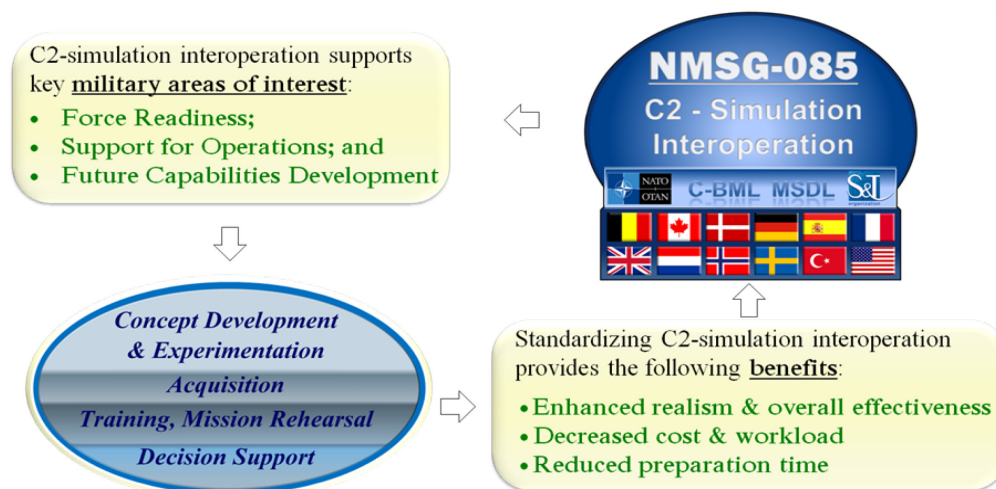 C2-simulation interoperation supports
key military areas of interest:
• Force Readiness;
• Support for Operations; and
• Future Capabilities Development
NMSG-085
C2 - Simulation
Interoperation
NATO
OTAN
C-BML MSDL
S&T
organization
Concept Development
& Experimentation
Acquisition
Training, Mission Rehearsal
Decision Support
Standardizing C2-simulation interoperation
provides the following benefits:
• Enhanced realism & overall effectiveness
• Decreased cost & workload
• Reduced preparation time